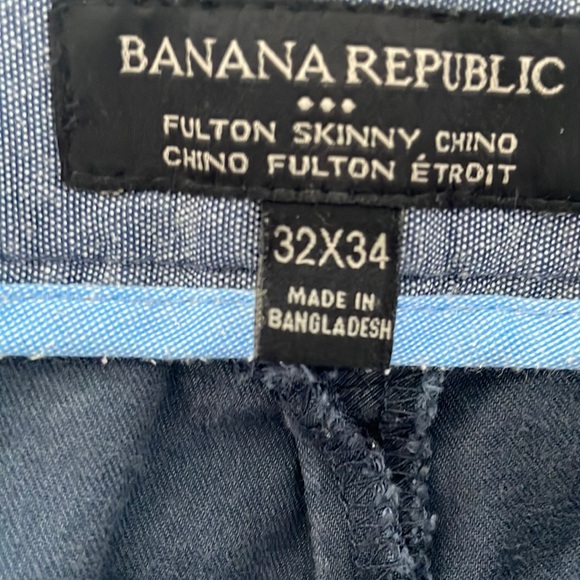 BANANA REPUBLIC
FULTON SKINNY CHINO
CHINO FULTON ÉTROIT
32X34
MADE IN
BANGLADESH